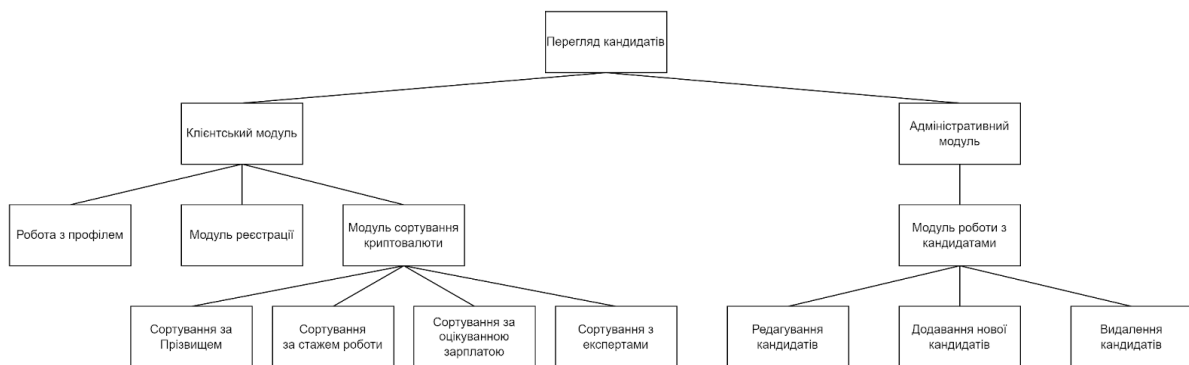 Перегляд кандидатів
Клієнтський модуль
Адміністративний
модуль
Робота з профілем
Модуль реєстрації
Модуль сортування
криптовалюти
Модуль роботи з
кандидатами
Сортування за
Прізвищем
Сортування
за стажем роботи
Сортування за
оцікуванною
зарплатою
Сортування з
експертами
Редагування
кандидатів
Додавання нової
кандидатів
Видалення
кандидатів